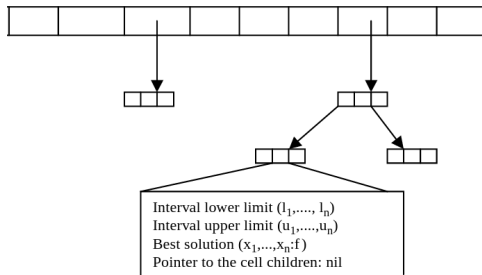 Interval lower limit (l₁,...., lₙ)
Interval upper limit (u₁,....,uₙ)
Best solution (x₁,...,xₙ:f)
Pointer to the cell children: nil